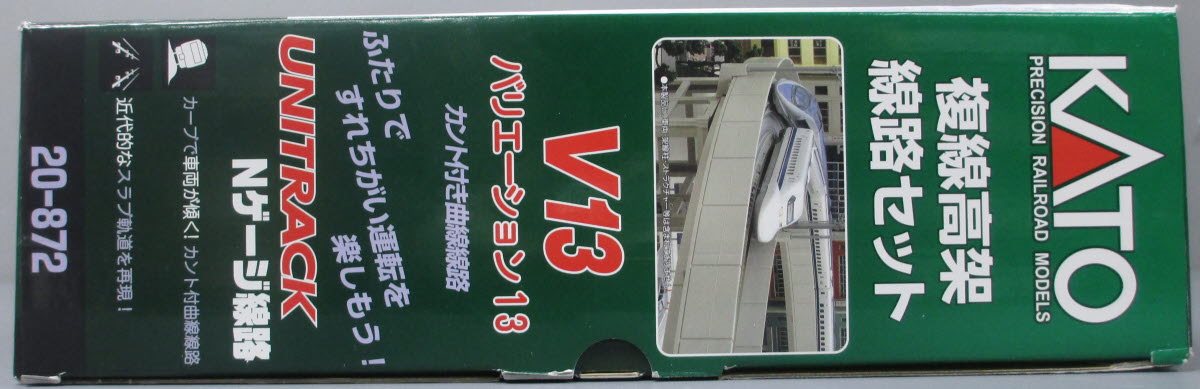 KATO
PRECISION RAILROAD MODELS
複線高架
線路セット
バリエーション13
V13
カント付き曲線線路
ふたりで
すれちがい運転を
楽しもう!
UNITRACK
Nゲージ線路
カーブで車両が傾く!カント付曲線線路
近代的なスラブ軌道を再現!
20-872